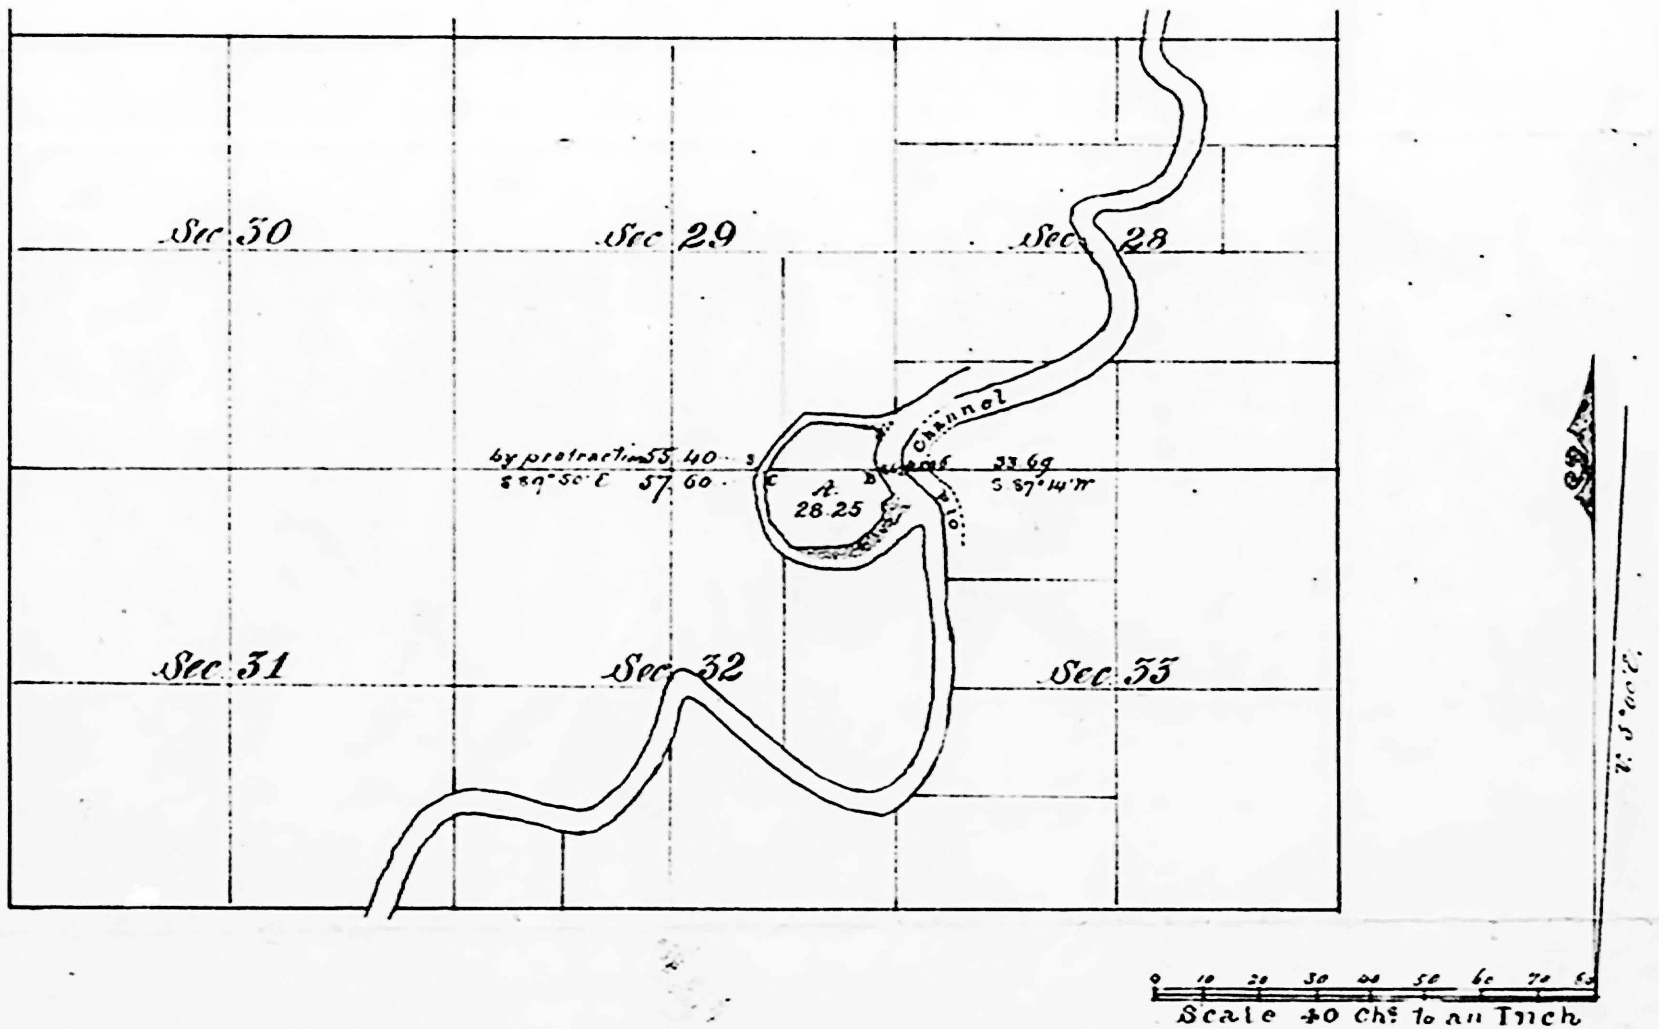 Sec 30
Sec 29
Sec 28
Channel
by protraction 55.40
S 89° 50' E 57.60
3
C
B
A.
28.25
33 69
S 87° 14' W
Sec 31
Sec 32
Sec 33
0 10 20 30 40 50 60 70 80
Scale 40 Chs to an Inch